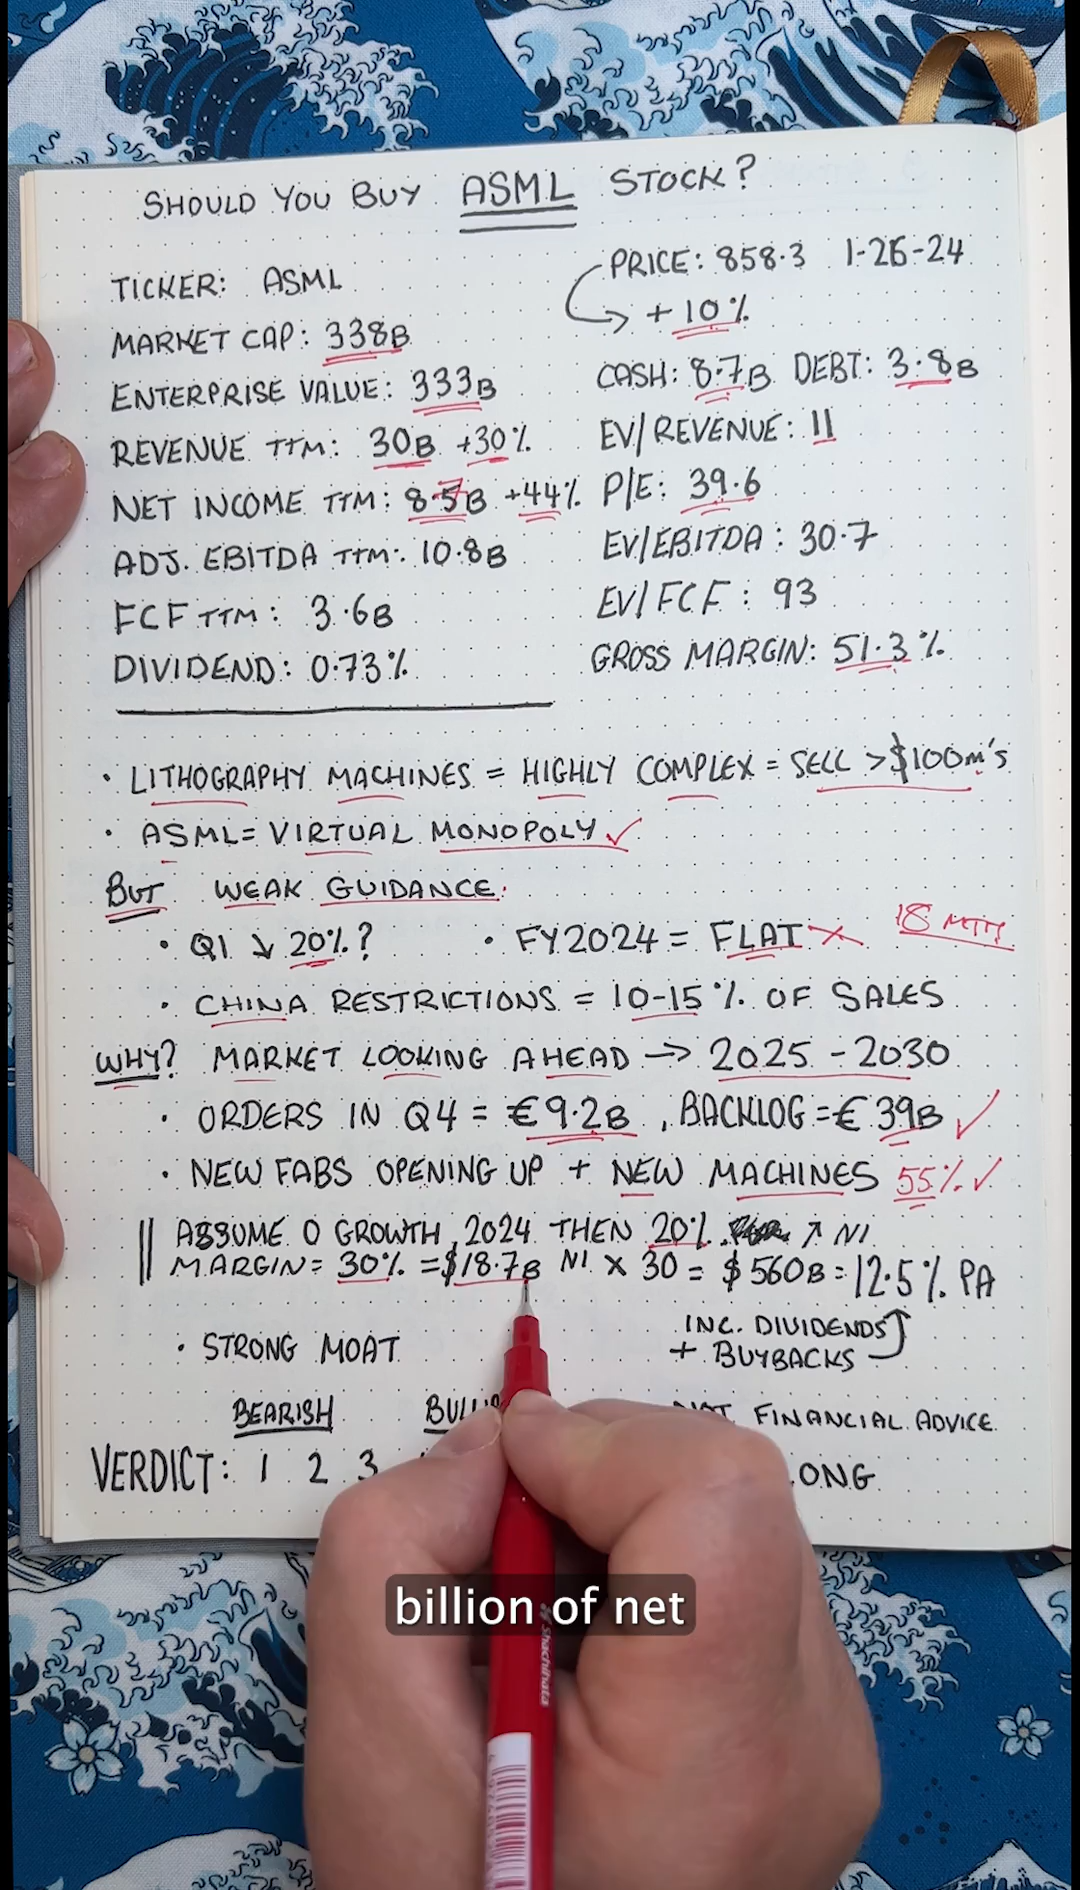 SHOULD YOU BUY ASML STOCK?
TICKER: ASML
PRICE: 858.3 1-26-24
→ + 10%
MARKET CAP: 338B
CASH: 8.7B DEBT: 3.8B
ENTERPRISE VALUE: 333B
EV/REVENUE: 11
REVENUE TTM: 30B +30%
P/E: 39.6
NET INCOME TTM: 8.5B +44%
EV/EBITDA: 30.7
ADJ. EBITDA TTM: 10.8B
EV/FCF: 93
FCF TTM: 3.6B
GROSS MARGIN: 51.3%
DIVIDEND: 0.73%
• LITHOGRAPHY MACHINES = HIGHLY COMPLEX = SELL >$100m's
• ASML = VIRTUAL MONOPOLY ✓
BUT WEAK GUIDANCE:
• Q1 ↘ 20%? • FY2024 = FLAT ✗ 18 MTH
• CHINA RESTRICTIONS = 10-15% OF SALES
WHY? MARKET LOOKING AHEAD → 2025 - 2030
• ORDERS IN Q4 = €9.2B, BACKLOG = €39B ✓
• NEW FABS OPENING UP + NEW MACHINES 55% ✓
ASSUME 0 GROWTH 2024 THEN 20% ↗ NI
MARGIN = 30% = $18.7B NI x 30 = $560B = 12.5% PA
INC. DIVIDENDS
+ BUYBACKS
• STRONG MOAT
BEARISH
FINANCIAL ADVICE
VERDICT: 1 2 3
billion of net
Shachihata